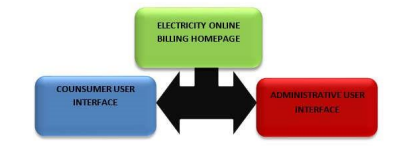 ELECTRICITY ONLINE
BILLING HOMEPAGE
COUNSUMER USER
INTERFACE
ADMINISTRATIVE USER
INTERFACE